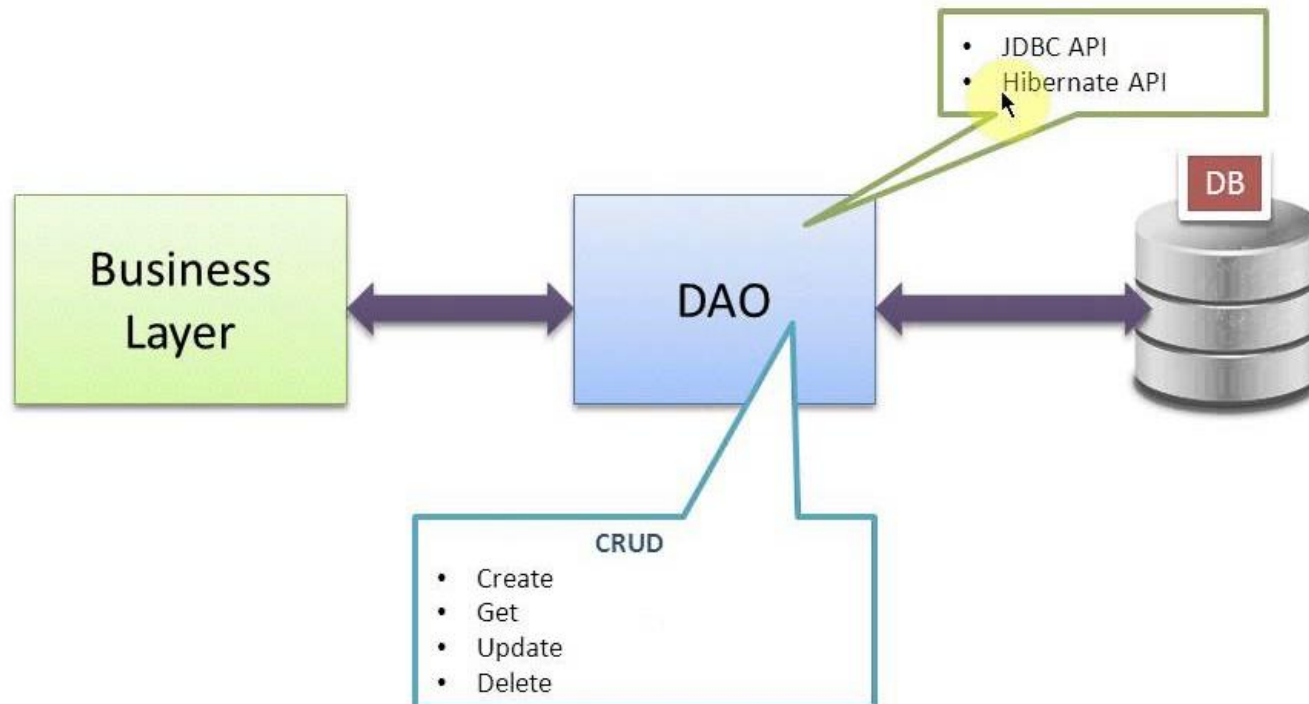 • JDBC API
• Hibernate API
DB
Business
Layer
DAO
CRUD
• Create
• Get
• Update
• Delete